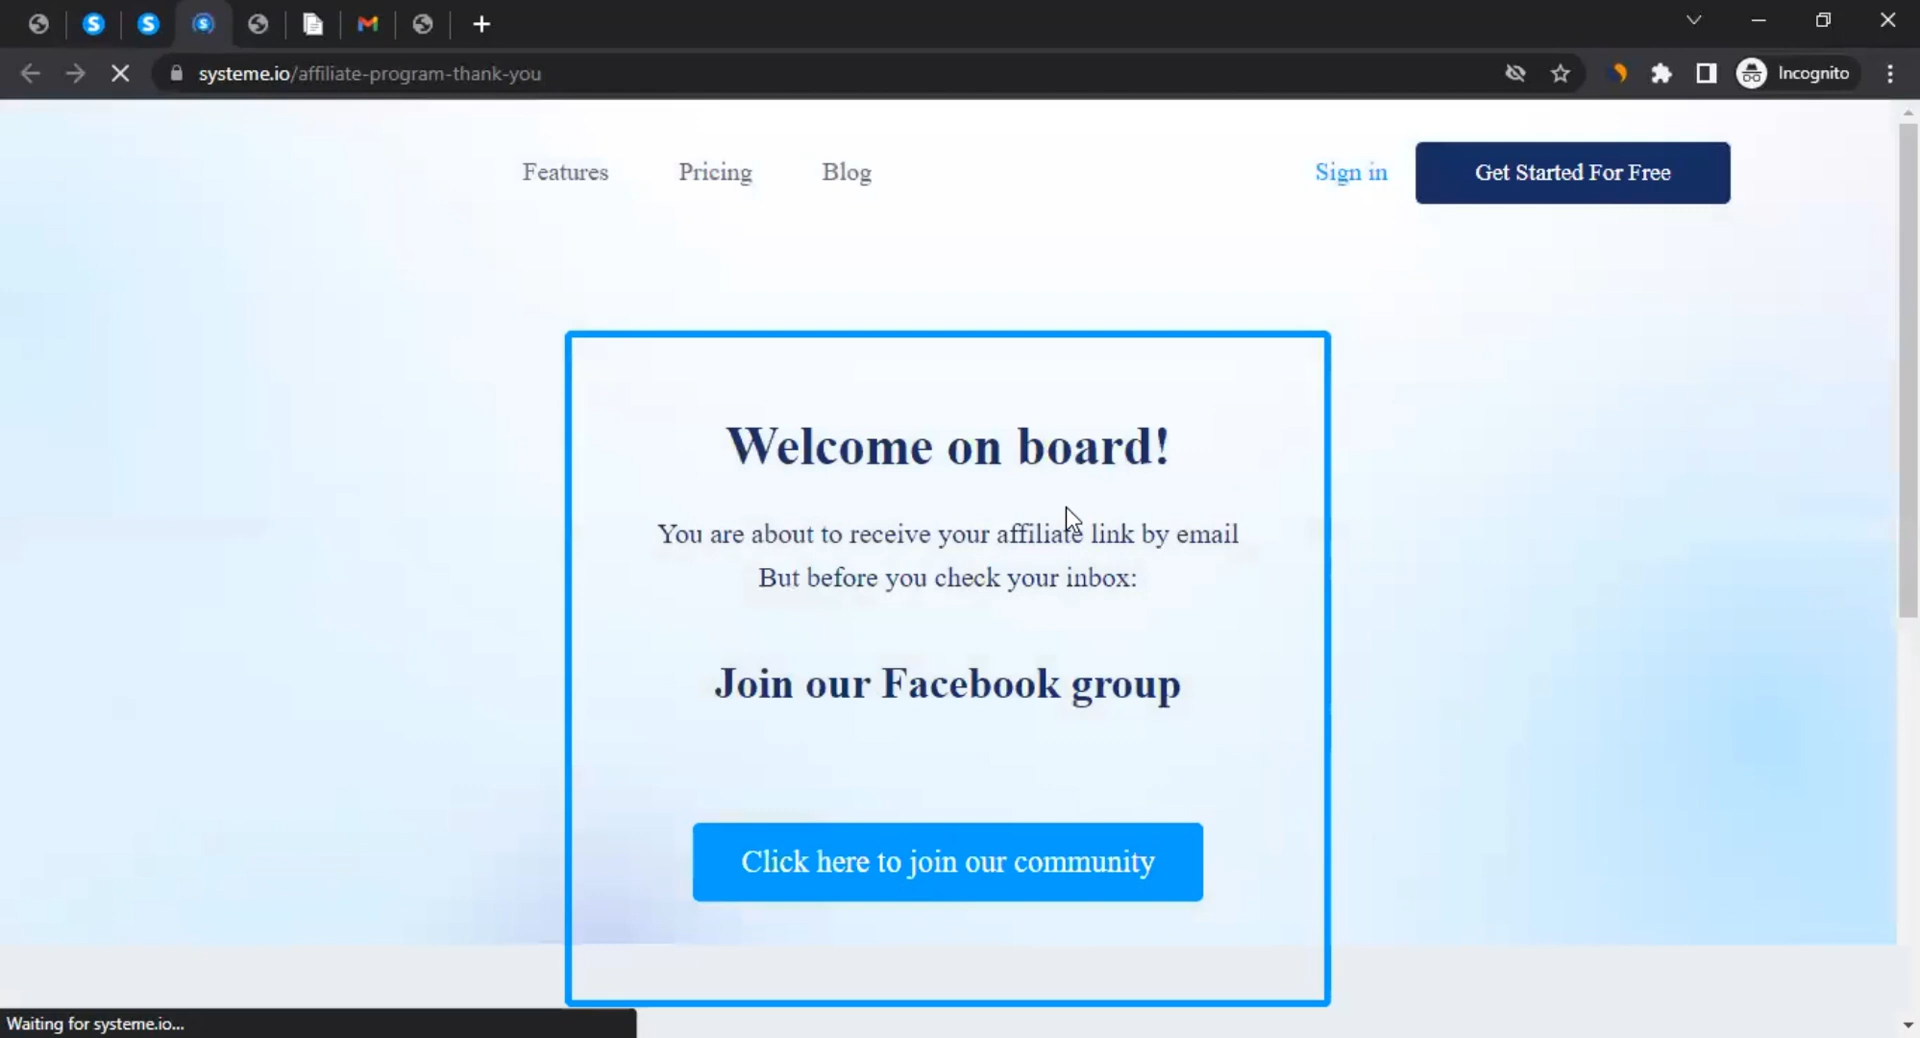 systeme.io/affiliate-program-thank-you
Incognito
Features
Pricing
Blog
Sign in
Get Started For Free
Welcome on board!
You are about to receive your affiliate link by email
But before you check your inbox:
Join our Facebook group
Click here to join our community
Waiting for systeme.io...